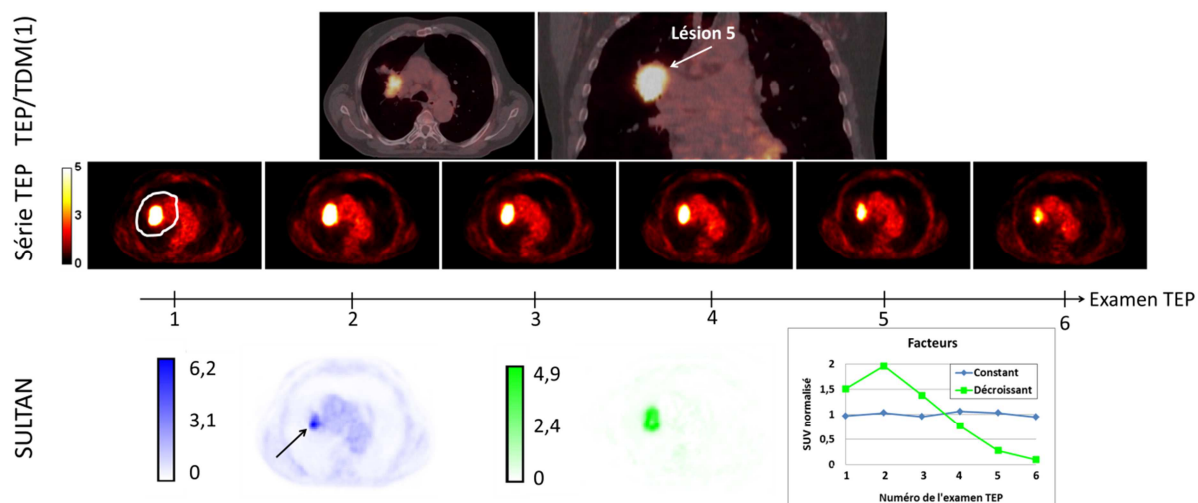 TEP/TDM(1)
Lésion 5
Série TEP
5
3
0
1
2
3
4
5
6
Examen TEP
SULTAN
6,2
3,1
0
4,9
2,4
0
Facteurs
SUV normalisé
2
1,5
1
0,5
0
Constant
Décroissant
1 2 3 4 5 6
Numéro de l'examen TEP